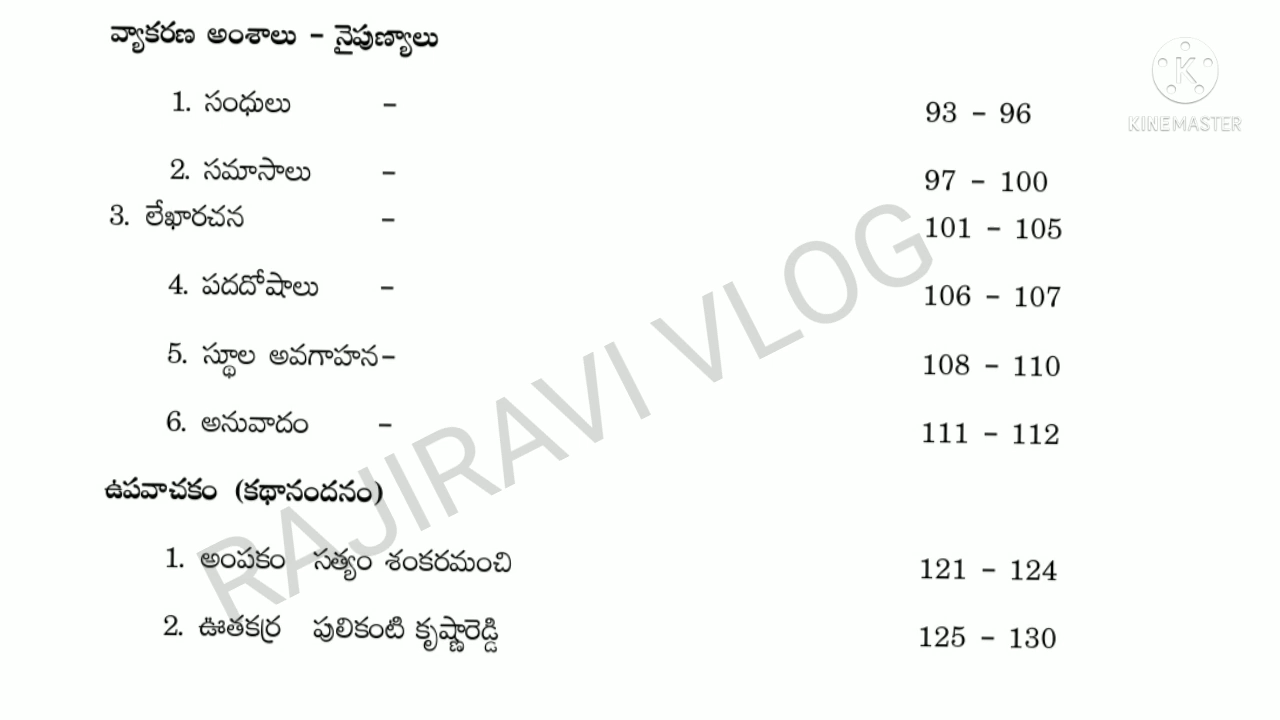 వ్యాకరణ అంశాలు - నైపుణ్యాలు
1. సంధులు - 93 - 96
2. సమాసాలు - 97 - 100
3. లేఖారచన - 101 - 105
4. పదదోషాలు - 106 - 107
5. స్థూల అవగాహన- 108 - 110
6. అనువాదం - 111 - 112
ఉపవాచకం (కథానందనం)
1. అంపకం సత్యం శంకరమంచి 121 - 124
2. ఊతకర్ర పులికంటి కృష్ణారెడ్డి 125 - 130
RAJIRAVI VLOG
K
KINEMASTER